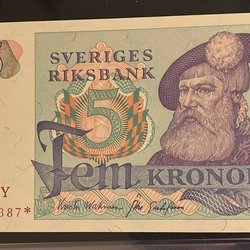 SVERIGES
RIKSBANK
5
Fem
KRONOR
Y
387*